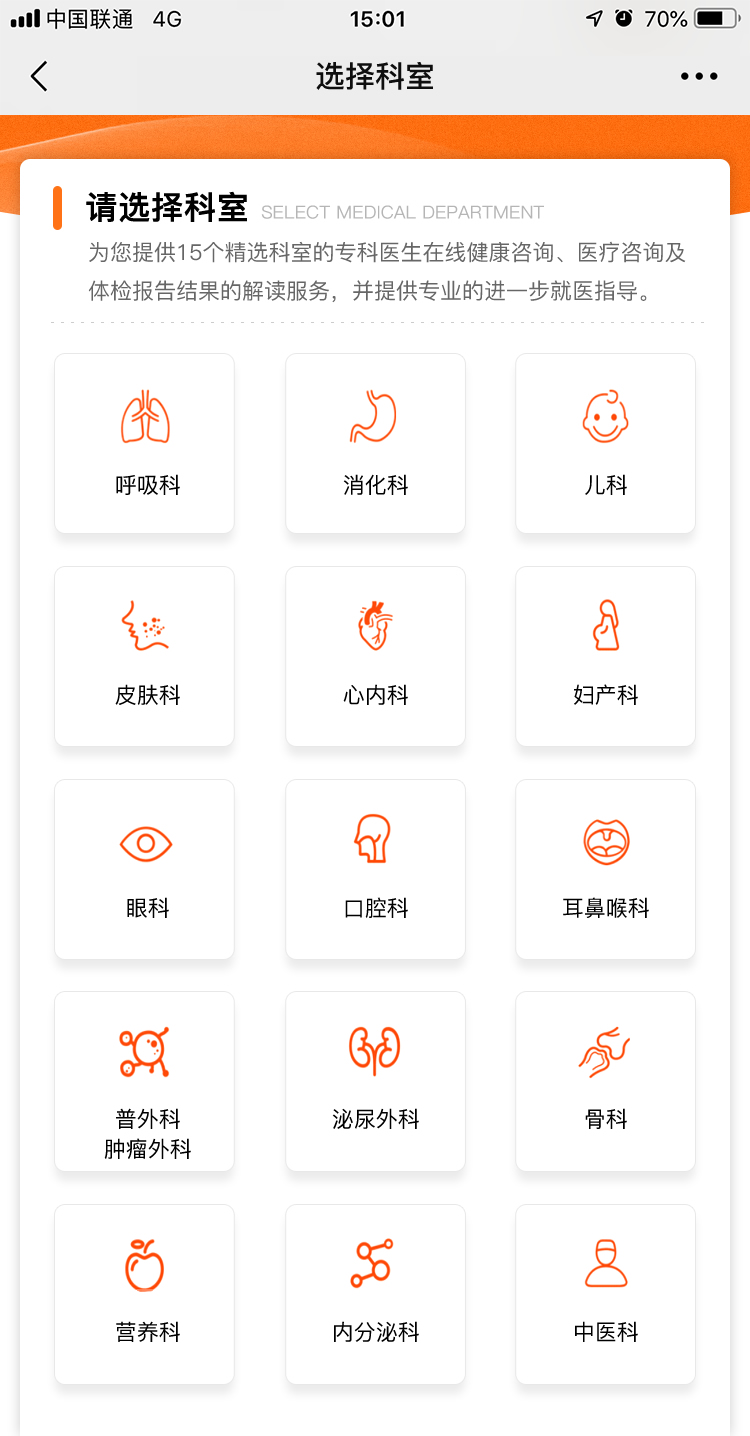 中国联通 4G 15:01 70%
选择科室
请选择科室 SELECT MEDICAL DEPARTMENT
为您提供15个精选科室的专科医生在线健康咨询、医疗咨询及
体检报告结果的解读服务，并提供专业的进一步就医指导。
呼吸科 消化科 儿科
皮肤科 心内科 妇产科
眼科 口腔科 耳鼻喉科
普外科 泌尿外科 骨科
肿瘤外科
营养科 内分泌科 中医科